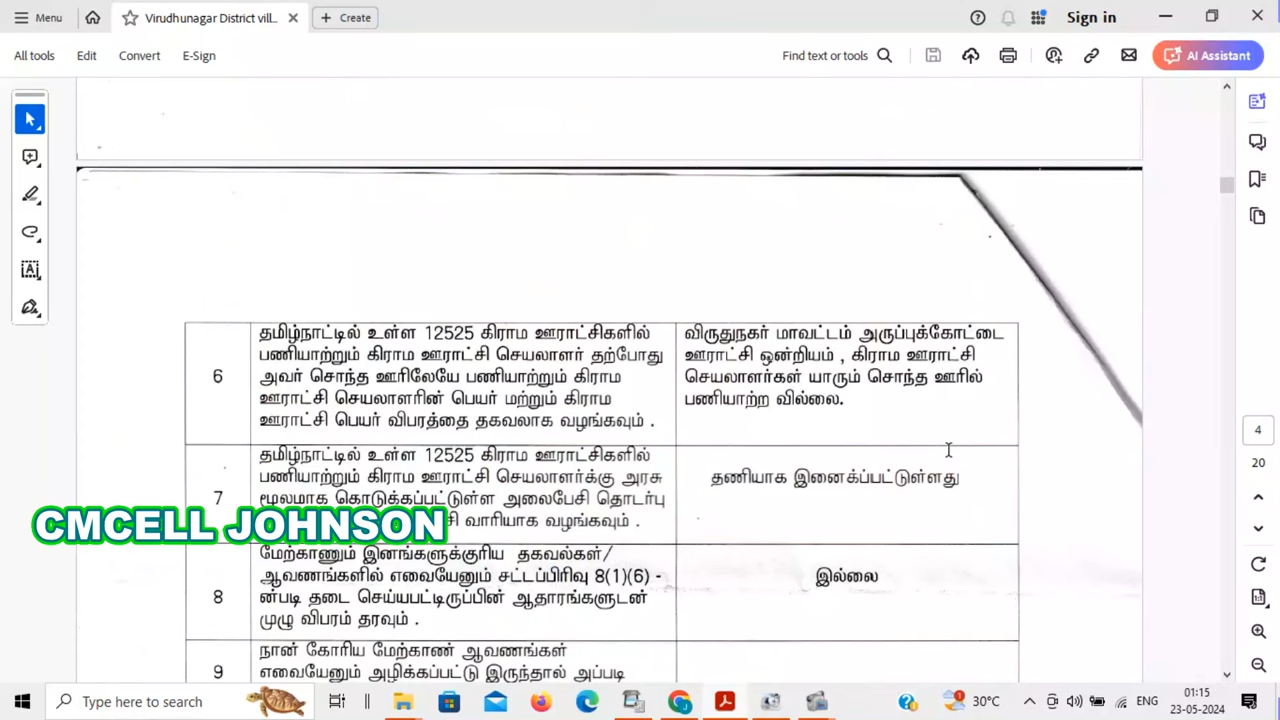 Menu
Virudhunagar District vill...
Create
Sign in
All tools
Edit
Convert
E-Sign
Find text or tools
AI Assistant
6
தமிழ்நாட்டில் உள்ள 12525 கிராம ஊராட்சிகளில்
பணியாற்றும் கிராம ஊராட்சி செயலாளர் தற்போது
அவர் சொந்த ஊரிலேயே பணியாற்றும் கிராம
ஊராட்சி செயலாளரின் பெயர் மற்றும் கிராம
ஊராட்சி பெயர் விபரத்தை தகவலாக வழங்கவும் .
விருதுநகர் மாவட்டம் அருப்புக்கோட்டை
ஊராட்சி ஒன்றியம் , கிராம ஊராட்சி
செயலாளர்கள் யாரும் சொந்த ஊரில்
பணியாற்ற வில்லை.
7
தமிழ்நாட்டில் உள்ள 12525 கிராம ஊராட்சிகளில்
பணியாற்றும் கிராம ஊராட்சி செயலாளர்க்கு அரசு
மூலமாக கொடுக்கப்பட்டுள்ள அலைபேசி தொடர்பு
சி வாரியாக வழங்கவும் .
தணியாக இனைக்ப்பட்டுள்ளது
CMCELL JOHNSON
8
மேற்காணும் இனங்களுக்குரிய தகவல்கள்/
ஆவணங்களில் எவையேனும் சட்டப்பிரிவு 8(1)(6) -
ன்படி தடை செய்யபட்டிருப்பின் ஆதாரங்களுடன்
முழு விபரம் தரவும் .
இல்லை
9
நான் கோரிய மேற்காண் ஆவணங்கள்
எவையேனும் அழிக்கப்பட்டு இருந்தால் அப்படி
4
20
Type here to search
30°C
ENG
01:15
23-05-2024